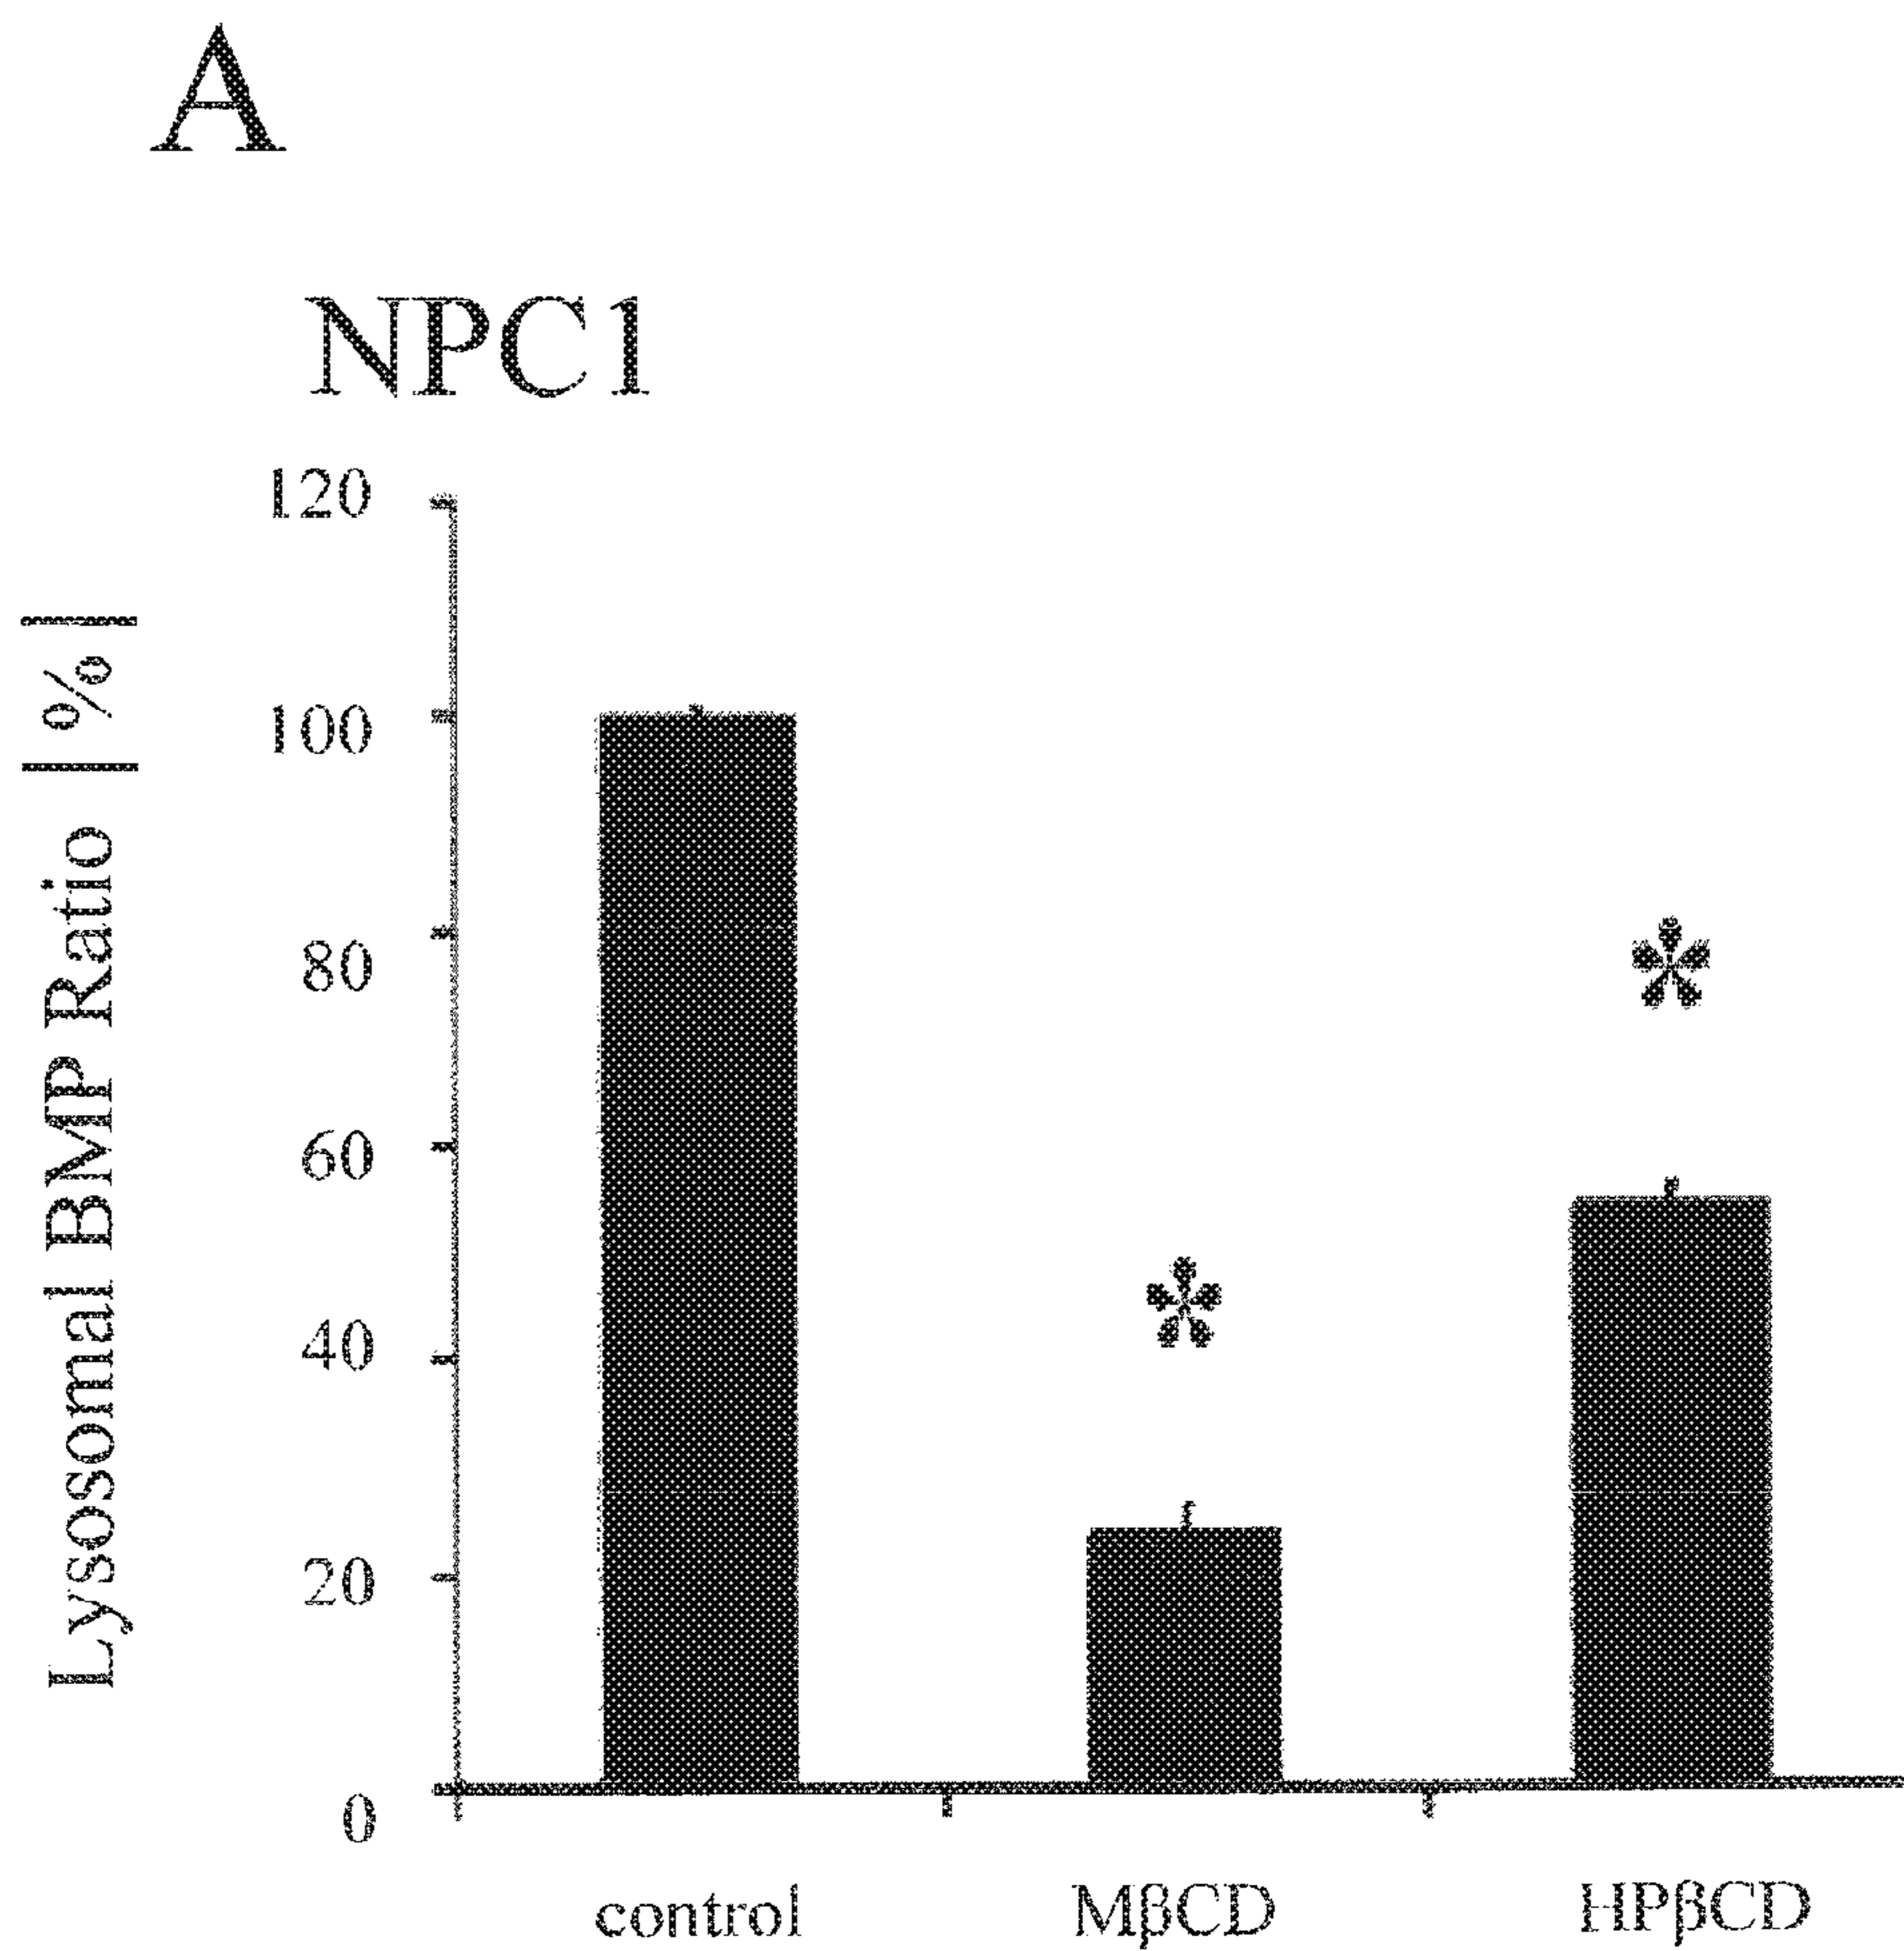 A
NPC1
Lysosomal BMP Ratio [%]
120
100
80
60
40
20
0
*
*
control MβCD HPβCD